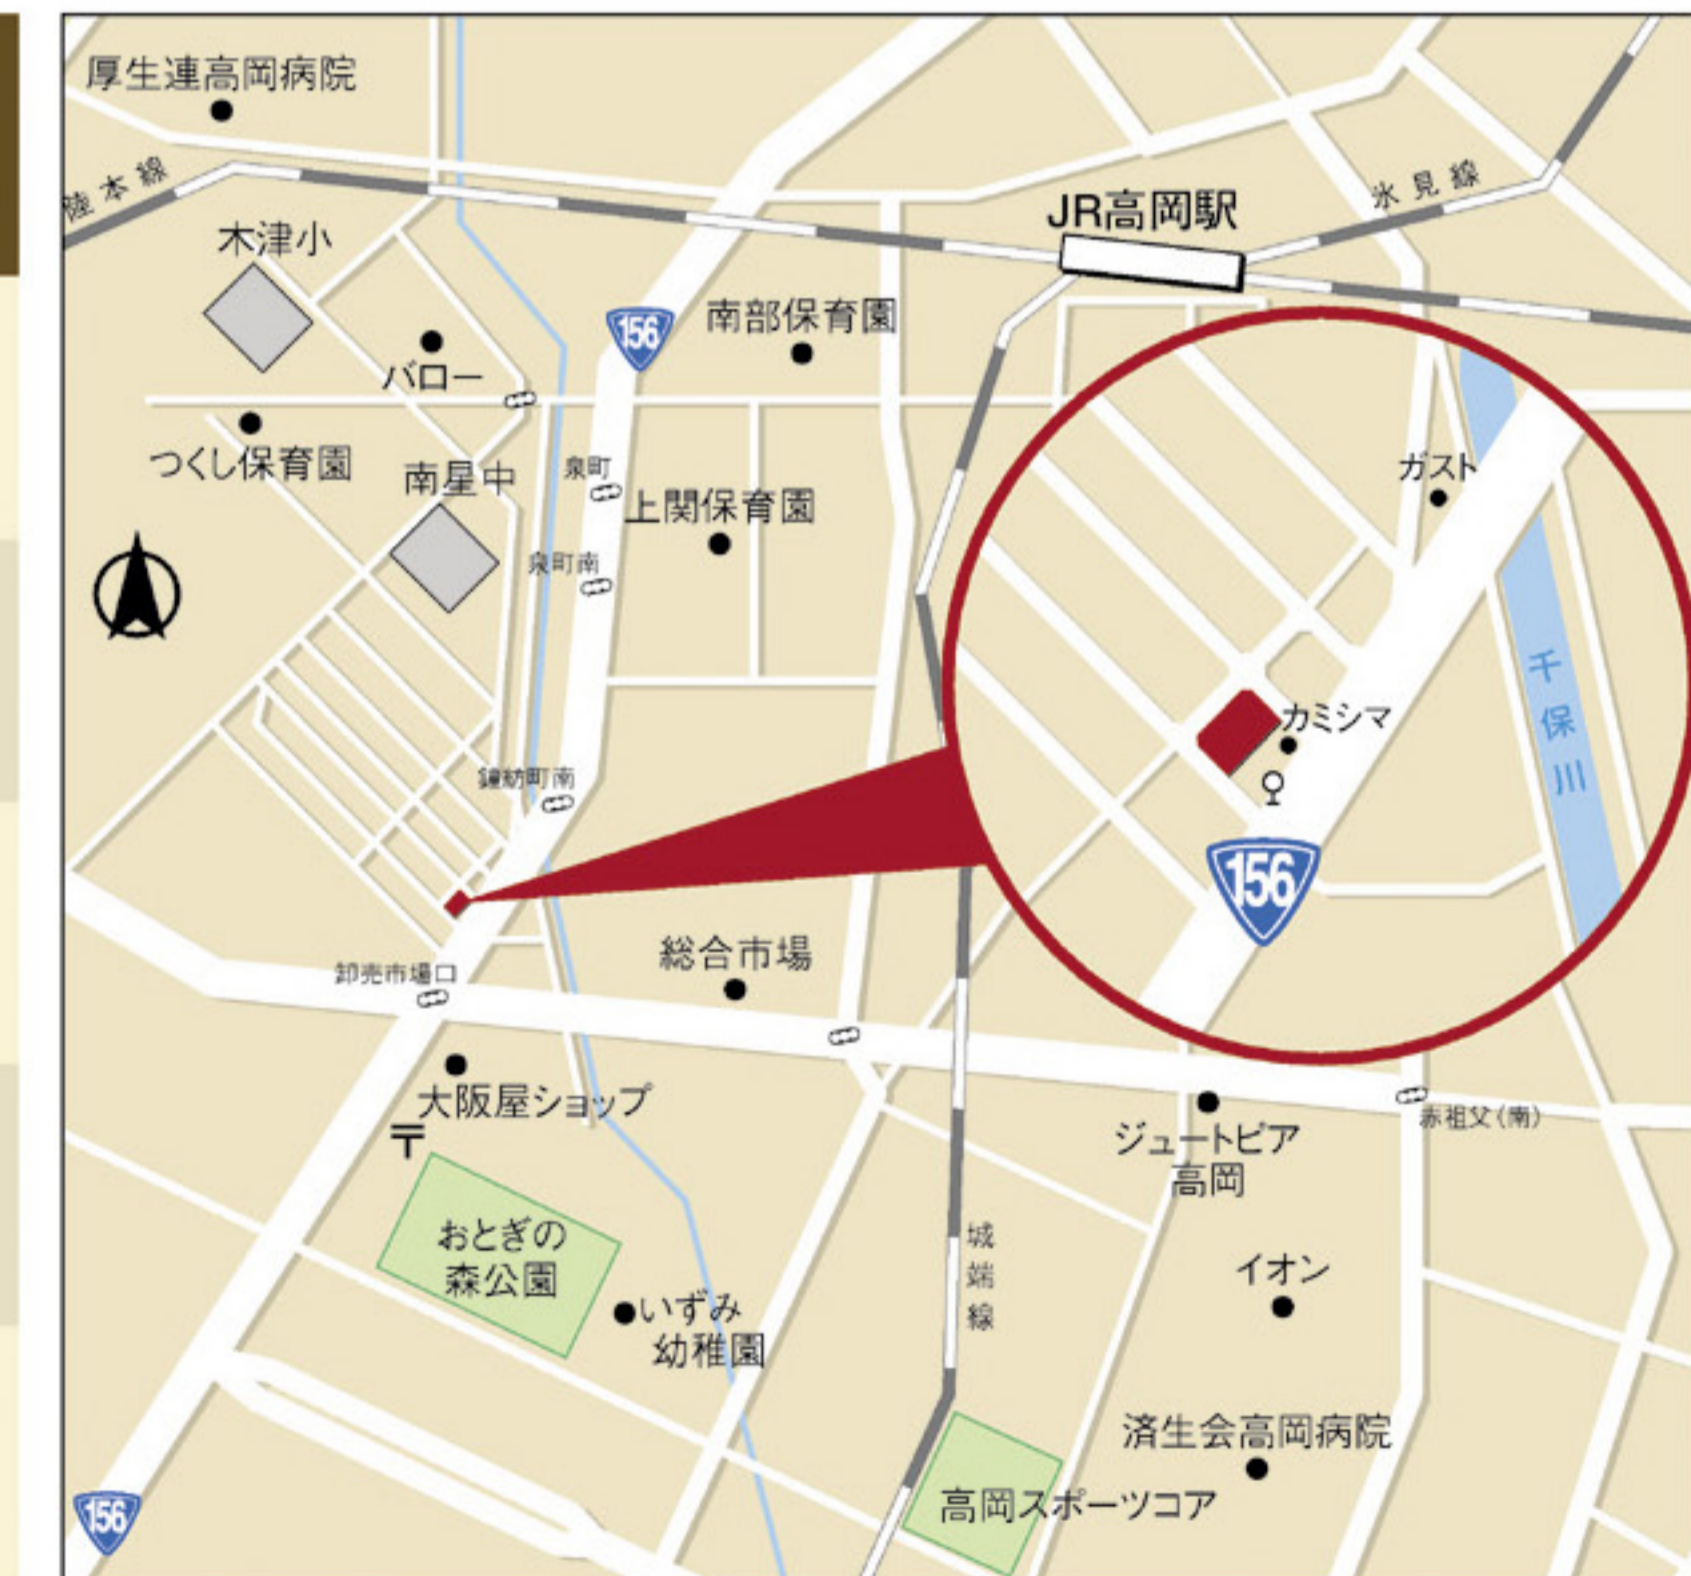 厚生連高岡病院
陸本線
木津小
JR高岡駅
氷見線
156
南部保育園
バロー
つくし保育園
南星中
泉町
上関保育園
泉町南
ガスト
千保川
カミシマ
鐘紡町南
156
総合市場
卸売市場口
大阪屋ショップ
〒
赤祖父(南)
ジュートピア
高岡
おとぎの
森公園
城端線
イオン
いずみ
幼稚園
済生会高岡病院
高岡スポーツコア
156